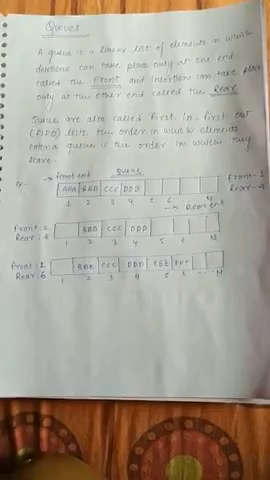 Queues
A queue is a linear list of elements in which
deletions can take place only at one end
called the Front and insertion can take place
only at the other end called the Rear
Queue are also called first-in-first-out
(FIFO) lists. The order in which elements
enter a queue is the order in which they
leave.
Ex:- → Front end Queue
AAA BBB CCC DDD Front-1
1 2 3 4 5 6 N Rear-4
→ Rear end
Front:2 BBB CCC DDD
Rear:4 1 2 3 4 5 6 N
Front:2 BBB CCC DDD EEE FFF
Rear:6 1 2 3 4 5 6 ... N